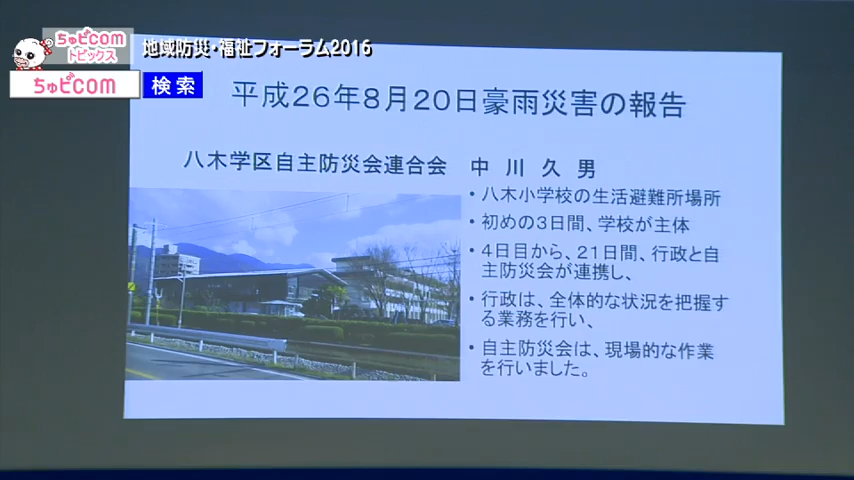 ちゅピCOM
トピックス
地域防災・福祉フォーラム2016
ちゅピCOM
検索
平成26年8月20日豪雨災害の報告
八木学区自主防災会連合会 中川久男
・八木小学校の生活避難所場所
・初めの3日間、学校が主体
・4日目から、21日間、行政と自
主防災会が連携し、
・行政は、全体的な状況を把握す
る業務を行い、
・自主防災会は、現場的な作業
を行いました。